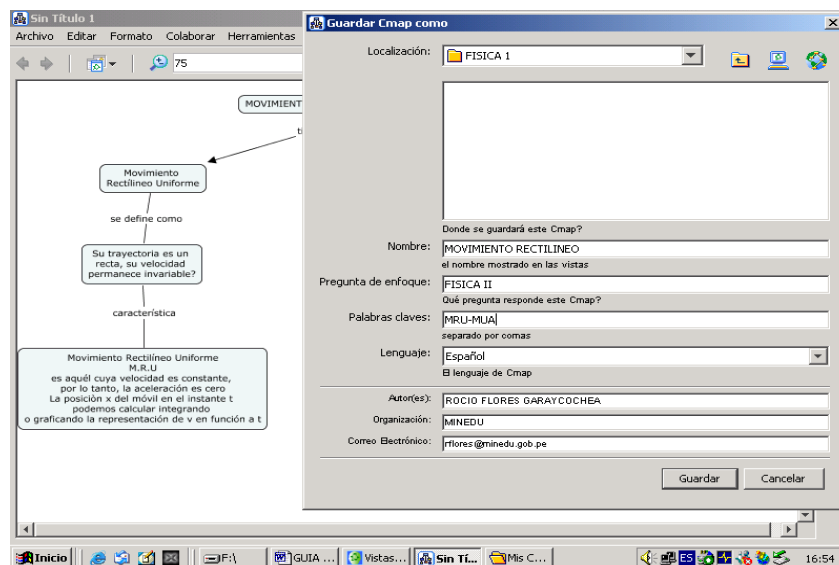 Sin Título 1
Archivo Editar Formato Colaborar Herramientas
75
MOVIMIENT
Movimiento
Rectílineo Uniforme
se define como
Su trayectoria es un
recta, su velocidad
permanece invariable?
característica
Movimiento Rectilíneo Uniforme
M.R.U
es aquél cuya velocidad es constante,
por lo tanto, la aceleración es cero
La posición x del móvil en el instante t
podemos calcular integrando
o graficando la representación de v en función a t
Guardar Cmap como
Localización: FISICA 1
Donde se guardará este Cmap?
Nombre: MOVIMIENTO RECTILINEO
el nombre mostrado en las vistas
Pregunta de enfoque: FISICA II
Qué pregunta responde este Cmap?
Palabras claves: MRU-MUA
separado por comas
Lenguaje: Español
El lenguaje de Cmap
Autor(es): ROCIO FLORES GARAYCOCHEA
Organización: MINEDU
Correo Electrónico: rflores@minedu.gob.pe
Guardar Cancelar
Inicio F:\ GUIA ... Vistas... Sin Tí... Mis C... ES 16:54